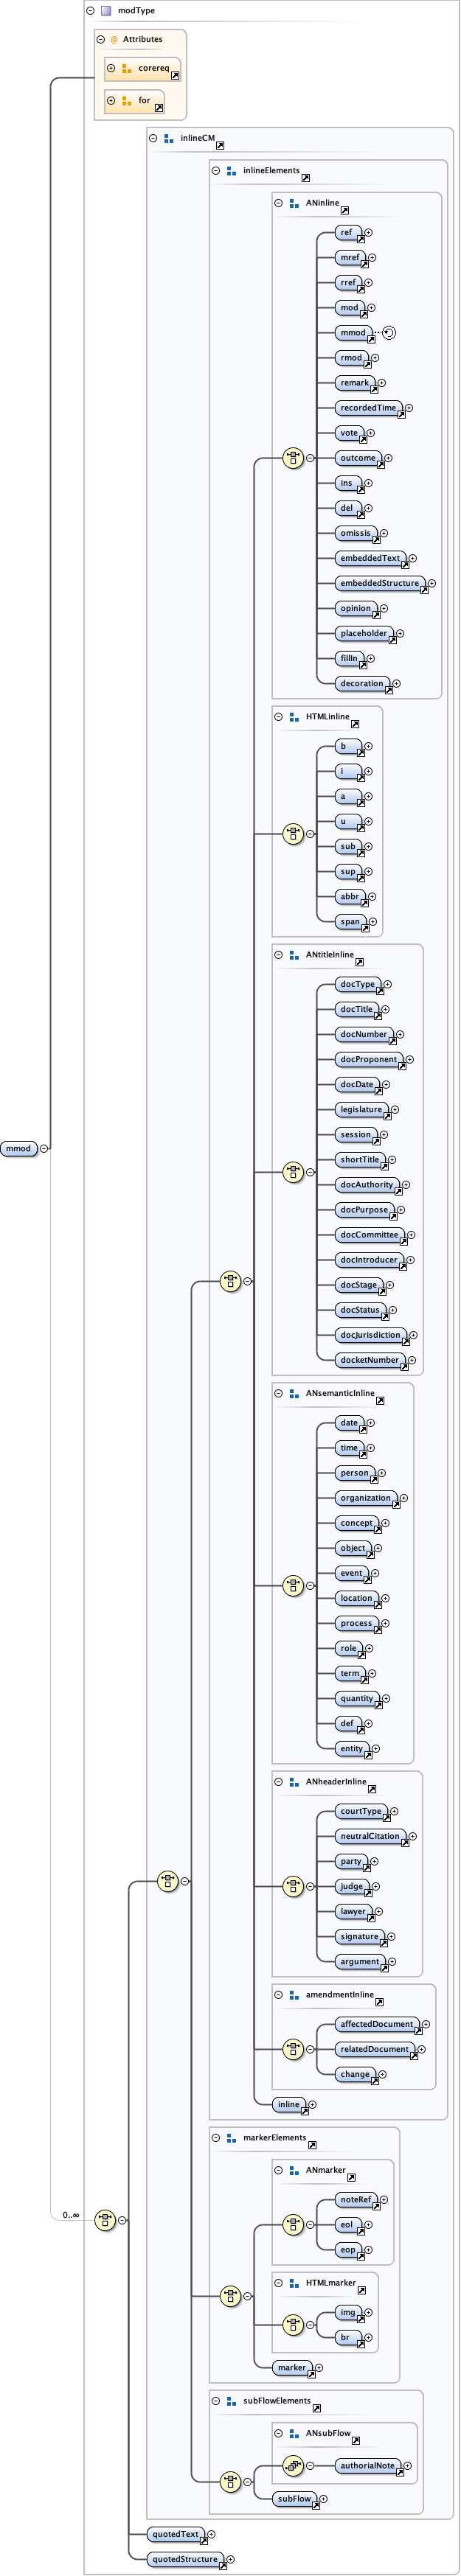 modType
Attributes
corereq
for
inlineCM
inlineElements
ANinline
ref
mref
rref
mod
mmod
rmod
remark
recordedTime
vote
outcome
ins
del
omissis
embeddedText
embeddedStructure
opinion
placeholder
fillIn
decoration
HTMLinline
b
i
a
u
sub
sup
abbr
span
ANtitleInline
docType
docTitle
docNumber
docProponent
docDate
legislature
session
shortTitle
docAuthority
docPurpose
docCommittee
docIntroducer
docStage
docStatus
docJurisdiction
docketNumber
mmod
ANsemanticInline
date
time
person
organization
concept
object
event
location
process
role
term
quantity
def
entity
ANheaderInline
courtType
neutralCitation
party
judge
lawyer
signature
argument
amendmentInline
affectedDocument
relatedDocument
change
inline
markerElements
ANmarker
noteRef
eol
eop
0..∞
HTMLmarker
img
br
marker
subFlowElements
ANsubFlow
authorialNote
subFlow
quotedText
quotedStructure